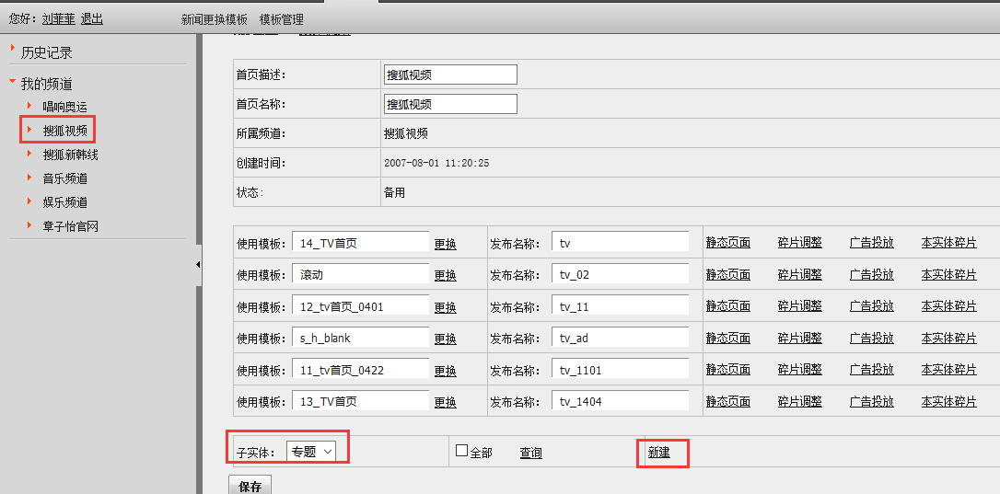 您好: 刘菲菲 退出 新闻更换模板 模板管理
历史记录
我的频道
唱响奥运
搜狐视频
搜狐新韩线
音乐频道
娱乐频道
章子怡官网
首页描述: 搜狐视频
首页名称: 搜狐视频
所属频道: 搜狐视频
创建时间: 2007-08-01 11:20:25
状态: 备用
使用模板: 14_TV首页 更换 发布名称: tv 静态页面 碎片调整 广告投放 本实体碎片
使用模板: 滚动 更换 发布名称: tv_02 静态页面 碎片调整 广告投放 本实体碎片
使用模板: 12_tv首页_0401 更换 发布名称: tv_11 静态页面 碎片调整 广告投放 本实体碎片
使用模板: s_h_blank 更换 发布名称: tv_ad 静态页面 碎片调整 广告投放 本实体碎片
使用模板: 11_tv首页_0422 更换 发布名称: tv_1101 静态页面 碎片调整 广告投放 本实体碎片
使用模板: 13_TV首页 更换 发布名称: tv_1404 静态页面 碎片调整 广告投放 本实体碎片
子实体: 专题 全部 查询 新建
保存